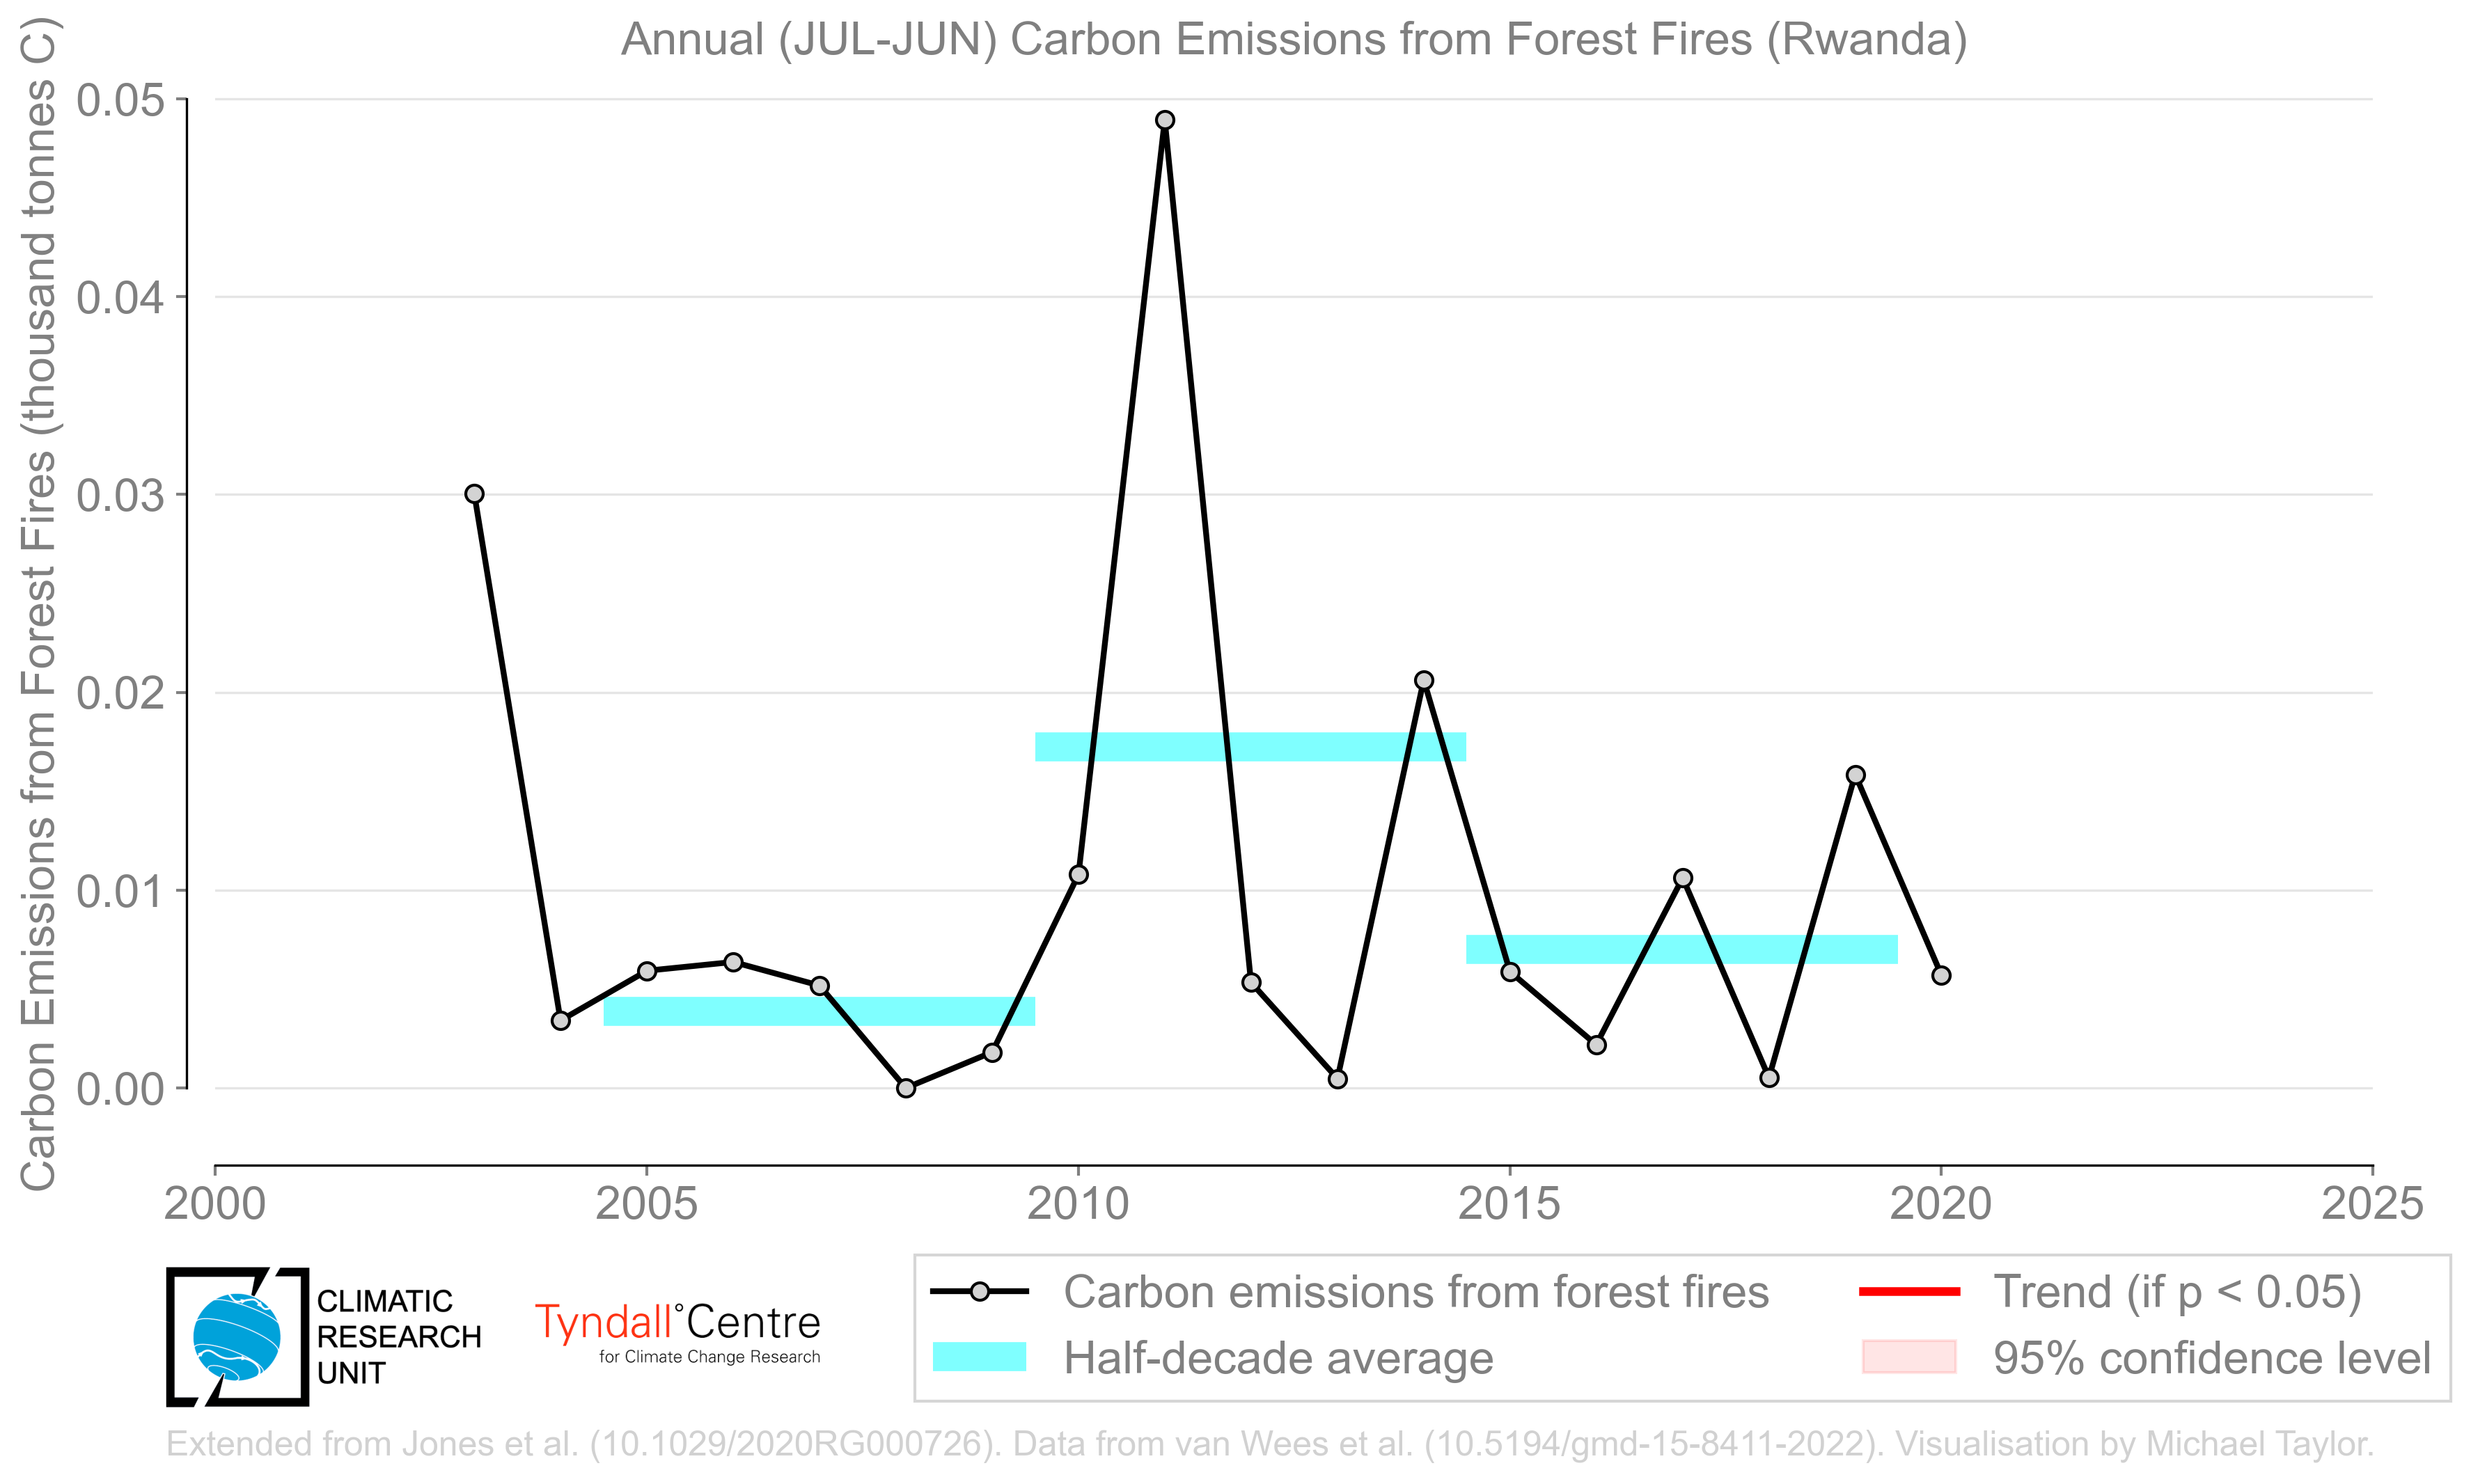 Annual (JUL-JUN) Carbon Emissions from Forest Fires (Rwanda)
Carbon Emissions from Forest Fires (thousand tonnes C)
0.05
0.04
0.03
0.02
0.01
0.00
2000
2005
2010
2015
2020
2025
CLIMATIC
RESEARCH
UNIT
Tyndall°Centre
for Climate Change Research
Carbon emissions from forest fires
Half-decade average
Trend (if p < 0.05)
95% confidence level
Extended from Jones et al. (10.1029/2020RG000726). Data from van Wees et al. (10.5194/gmd-15-8411-2022). Visualisation by Michael Taylor.